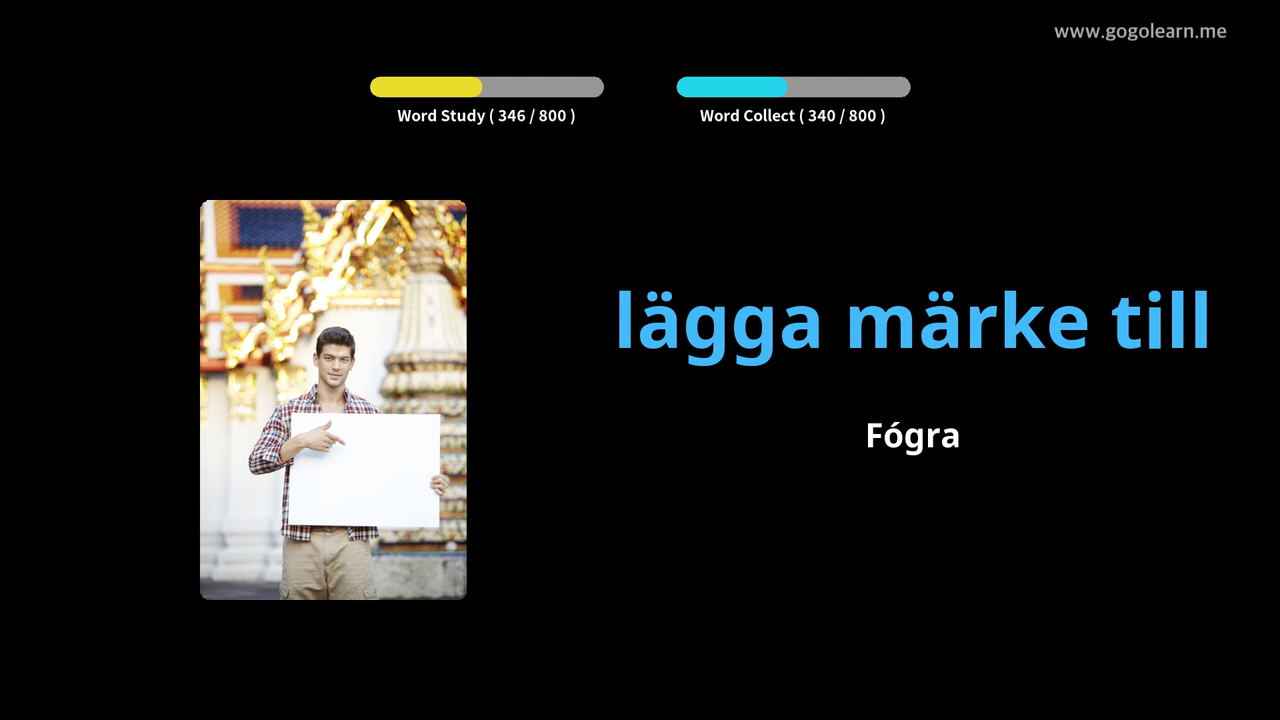 www.gogolearn.me
Word Study ( 346 / 800 )
Word Collect ( 340 / 800 )
lägga märke till
Fógra